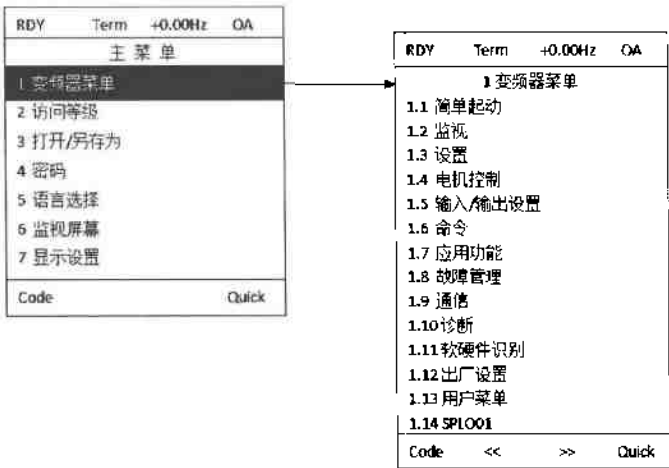 RDY Term +0.00Hz 0A
主菜单
1 变频器菜单
2 访问等级
3 打开/另存为
4 密码
5 语言选择
6 监视屏幕
7 显示设置
Code Quick
RDY Term +0.00Hz 0A
1 变频器菜单
1.1 简单起动
1.2 监视
1.3 设置
1.4 电机控制
1.5 输入/输出设置
1.6 命令
1.7 应用功能
1.8 故障管理
1.9 通信
1.10 诊断
1.11 软硬件识别
1.12 出厂设置
1.13 用户菜单
1.14 SPLO01
Code << >> Quick